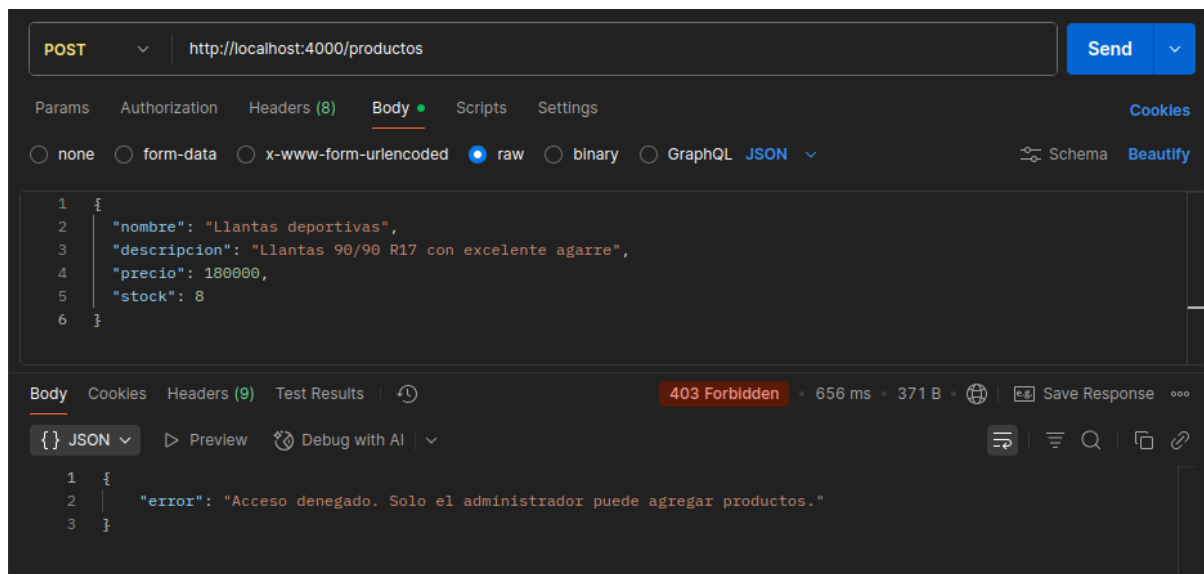 POST http://localhost:4000/productos Send
Params Authorization Headers (8) Body Scripts Settings Cookies
none form-data x-www-form-urlencoded raw binary GraphQL JSON Schema Beautify
1 {
2 "nombre": "Llantas deportivas",
3 "descripcion": "Llantas 90/90 R17 con excelente agarre",
4 "precio": 180000,
5 "stock": 8
6 }
Body Cookies Headers (9) Test Results 403 Forbidden 656 ms 371 B e.g. Save Response
{} JSON Preview Debug with AI
1 {
2 "error": "Acceso denegado. Solo el administrador puede agregar productos."
3 }